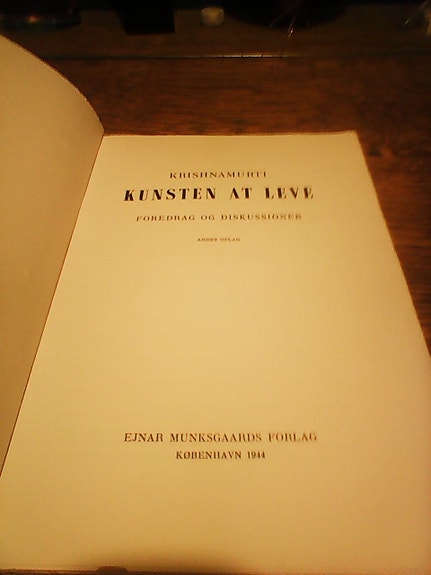 KRISHNAMURTI
KUNSTEN AT LEVE
FOREDRAG OG DISKUSSIONER
ANDET OPLAG
EJNAR MUNKSGAARDS FORLAG
KØBENHAVN 1944